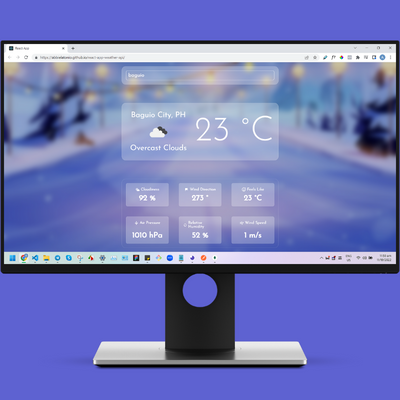 React App
baguio
Baguio City, PH
23 °C
Overcast Clouds
Cloudiness
92 %
Wind Direction
273 °
Feels Like
23 °C
Air Pressure
1010 hPa
Relative
Humidity
52 %
Wind Speed
1 m/s